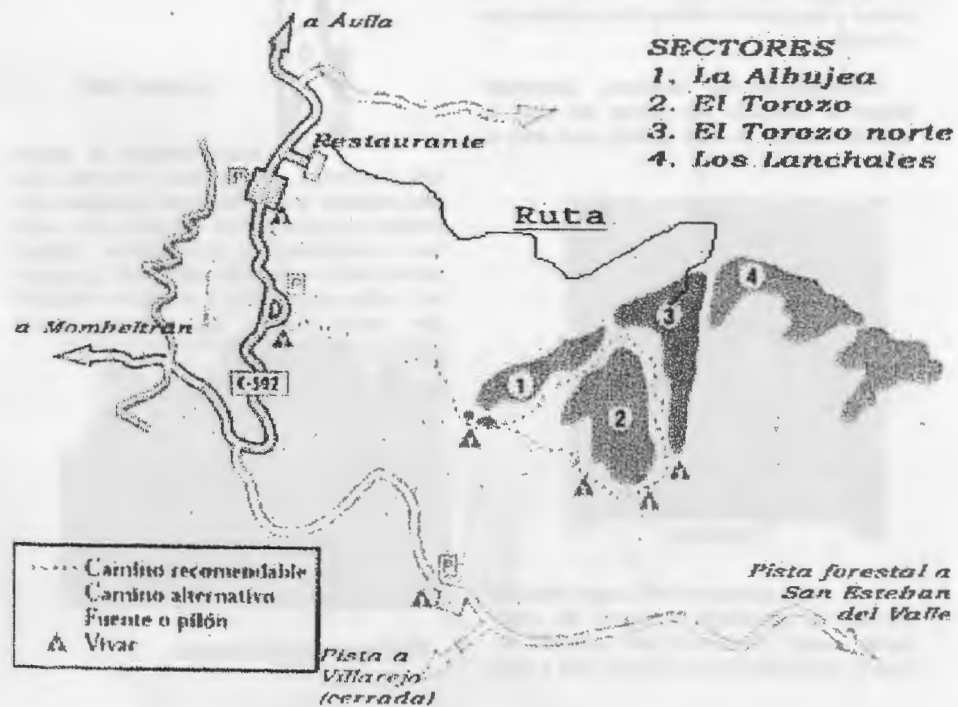 a Ávila
SECTORES
1. La Albujea
2. El Torozo
3. El Torozo norte
4. Los Lanchales
Restaurante
P
Ruta
4
3
a Mombeltrán
C-502
1
2
P
Camino recomendable
Camino alternativo
Fuente o pilón
Vivac
Pista forestal a
San Esteban
del Valle
Pista a
Villarejo
(cerrada)